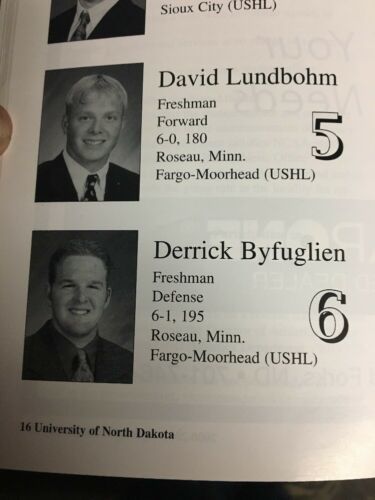 Sioux City (USHL)
David Lundbohm
Freshman
Forward
6-0, 180
Roseau, Minn.
Fargo-Moorhead (USHL)
5
Derrick Byfuglien
Freshman
Defense
6-1, 195
Roseau, Minn.
Fargo-Moorhead (USHL)
6
16 University of North Dakota